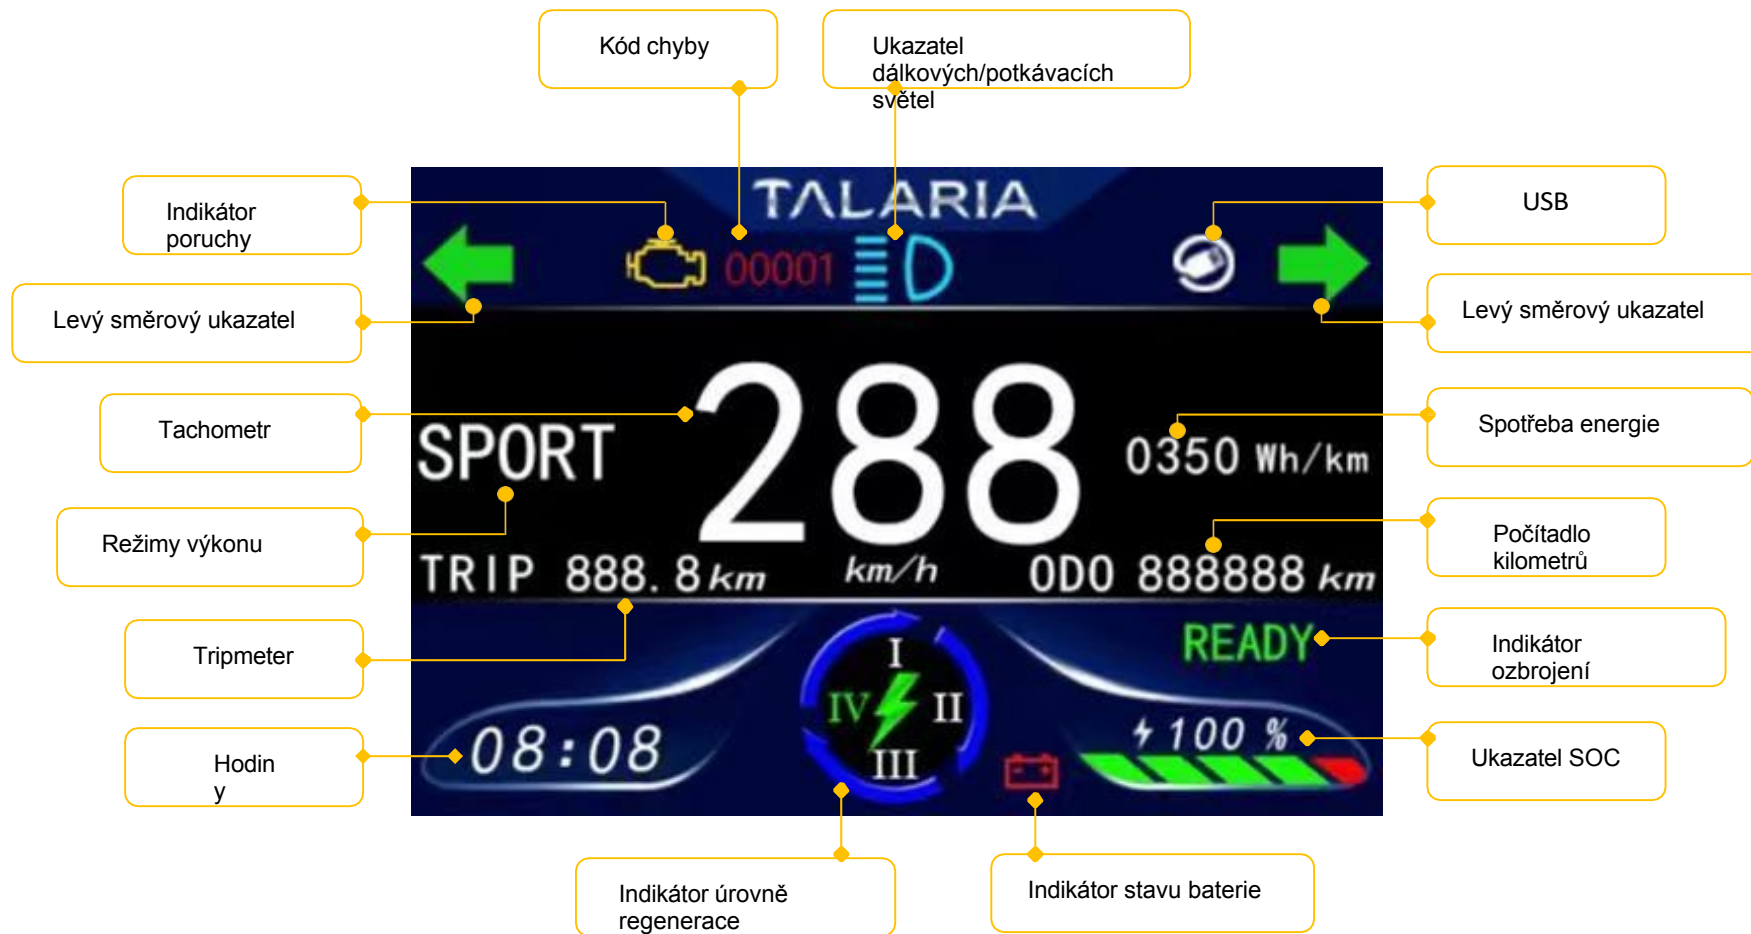 Kód chyby
Ukazatel
dálkových/potkávacích
světel
TALARIA
Indikátor
poruchy
USB
00001
Levý směrový ukazatel
Levý směrový ukazatel
Tachometr
288
Spotřeba energie
SPORT
0350 Wh/km
Režimy výkonu
Počítadlo
kilometrů
TRIP 888.8 km
km/h
ODO 888888 km
Tripmeter
READY
Indikátor
ozbrojení
I
IV
II
III
Hodin
y
08:08
100 %
Ukazatel SOC
Indikátor úrovně
regenerace
Indikátor stavu baterie